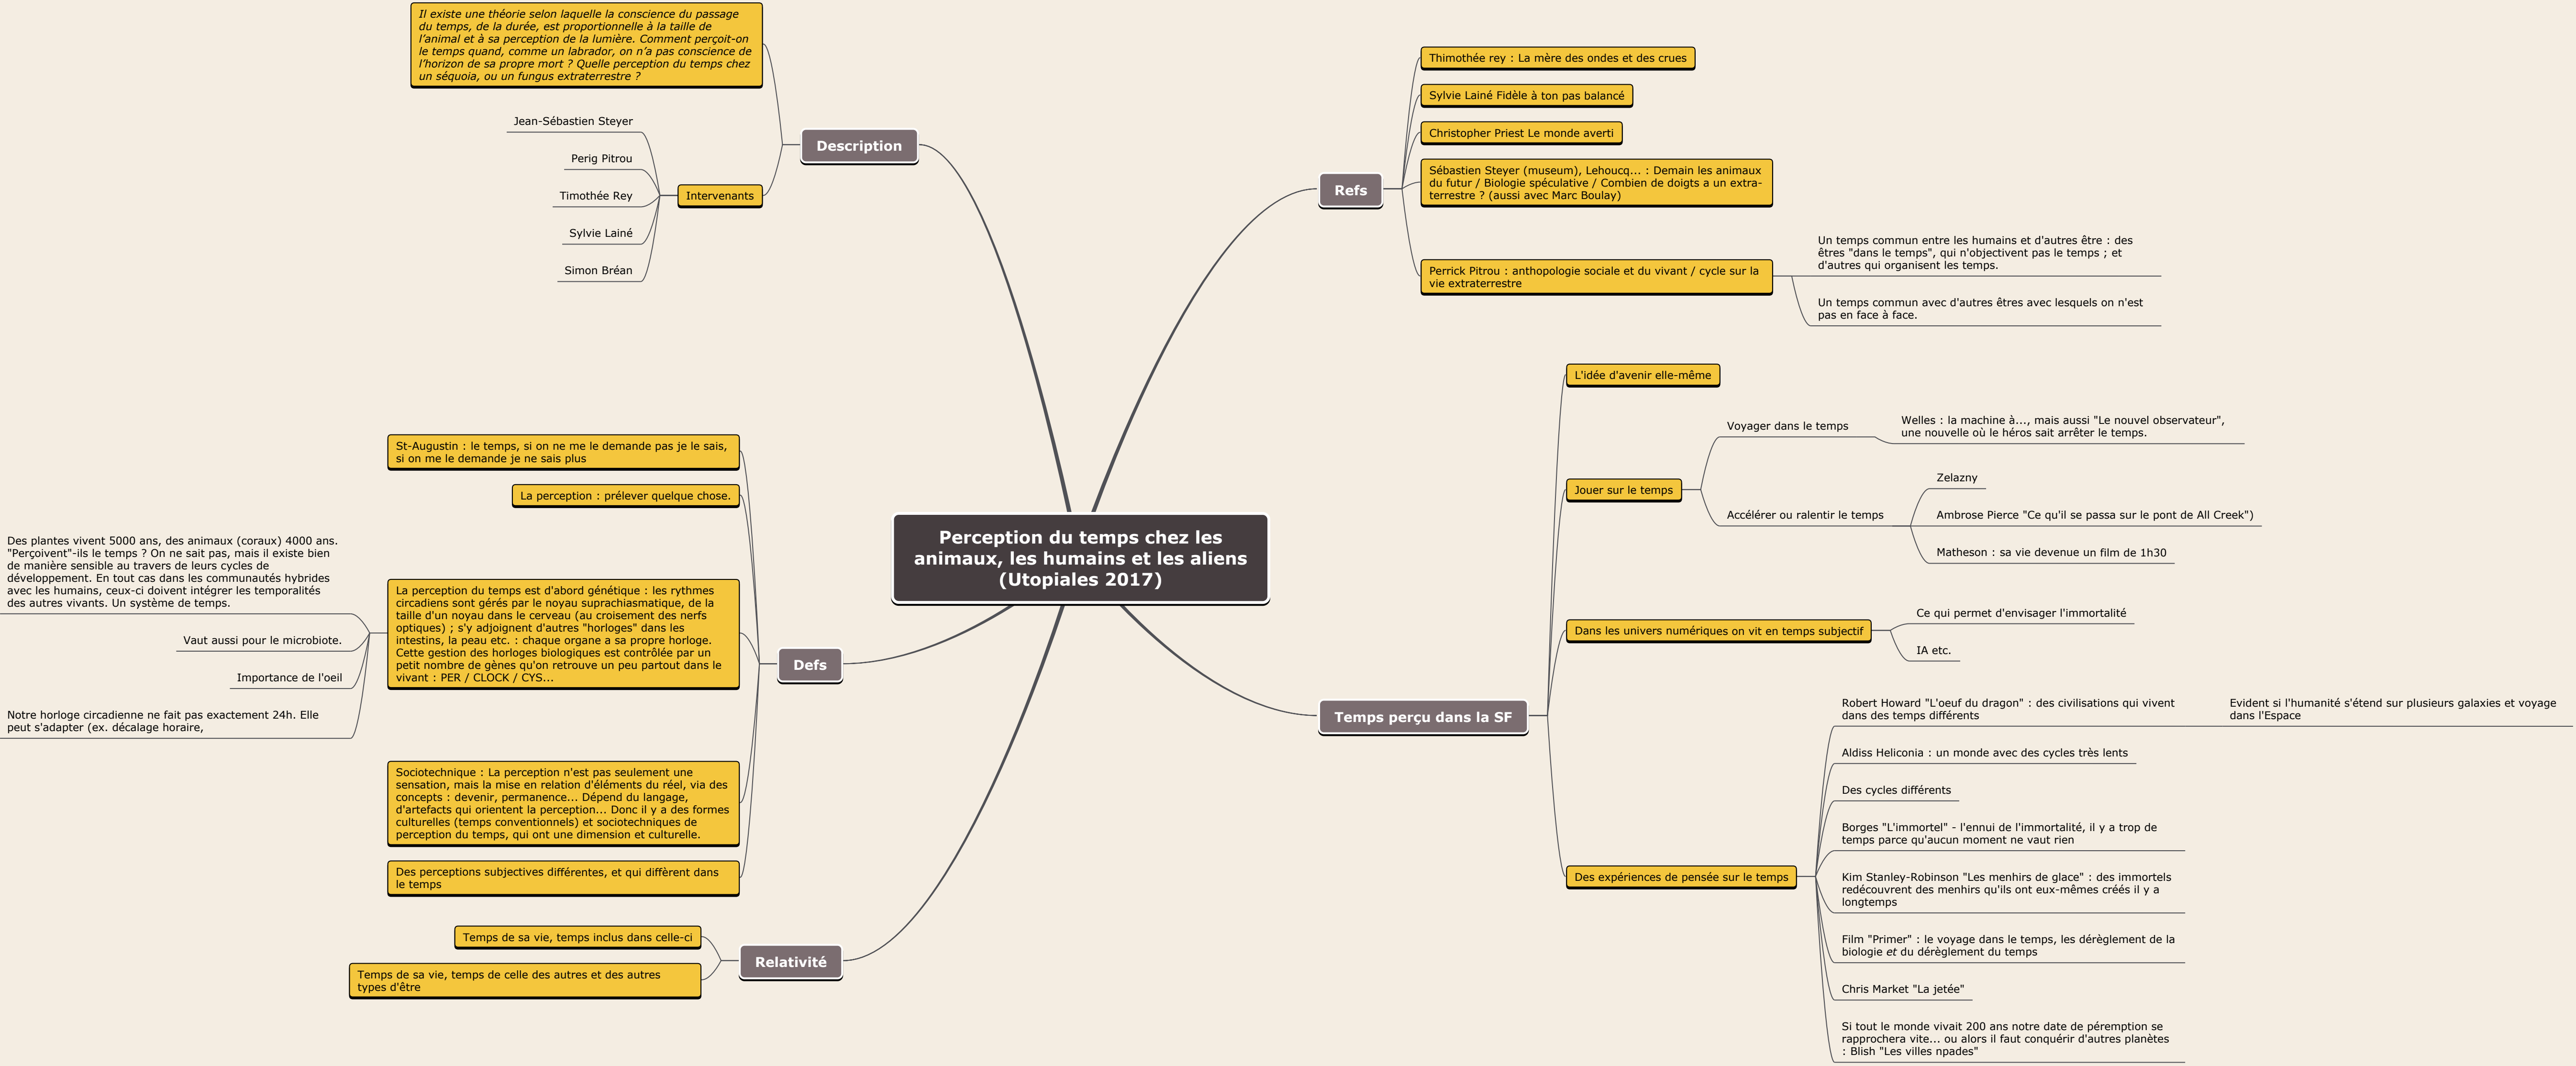 Perception du temps chez les
animaux, les humains et les aliens
(Utopiales 2017)
Description
Il existe une théorie selon laquelle la conscience du passage
du temps, de la durée, est proportionnelle à la taille de
l'animal et à sa perception de la lumière. Comment perçoit-on
le temps quand, comme un labrador, on n'a pas conscience de
l'horizon de sa propre mort ? Quelle perception du temps chez
un séquoia, ou un fungus extraterrestre ?
Intervenants
Jean-Sébastien Steyer
Perig Pitrou
Timothée Rey
Sylvie Lainé
Simon Bréan
Defs
St-Augustin : le temps, si on ne me le demande pas je le sais,
si on me le demande je ne sais plus
La perception : prélever quelque chose.
La perception du temps est d'abord génétique : les rythmes
circadiens sont gérés par le noyau suprachiasmatique, de la
taille d'un noyau dans le cerveau (au croisement des nerfs
optiques) ; s'y adjoignent d'autres "horloges" dans les
intestins, la peau etc. : chaque organe a sa propre horloge.
Cette gestion des horloges biologiques est contrôlée par un
petit nombre de gènes qu'on retrouve un peu partout dans le
vivant : PER / CLOCK / CYS...
Des plantes vivent 5000 ans, des animaux (coraux) 4000 ans.
"Perçoivent"-ils le temps ? On ne sait pas, mais il existe bien
de manière sensible au travers de leurs cycles de
développement. En tout cas dans les communautés hybrides
avec les humains, ceux-ci doivent intégrer les temporalités
des autres vivants. Un système de temps.
Vaut aussi pour le microbiote.
Importance de l'oeil
Notre horloge circadienne ne fait pas exactement 24h. Elle
peut s'adapter (ex. décalage horaire,
Sociotechnique : La perception n'est pas seulement une
sensation, mais la mise en relation d'éléments du réel, via des
concepts : devenir, permanence... Dépend du langage,
d'artefacts qui orientent la perception... Donc il y a des formes
culturelles (temps conventionnels) et sociotechniques de
perception du temps, qui ont une dimension et culturelle.
Des perceptions subjectives différentes, et qui diffèrent dans
le temps
Relativité
Temps de sa vie, temps inclus dans celle-ci
Temps de sa vie, temps de celle des autres et des autres
types d'être
Refs
Thimothée rey : La mère des ondes et des crues
Sylvie Lainé Fidèle à ton pas balancé
Christopher Priest Le monde averti
Sébastien Steyer (museum), Lehoucq... : Demain les animaux
du futur / Biologie spéculative / Combien de doigts a un extra-
terrestre ? (aussi avec Marc Boulay)
Perrick Pitrou : anthopologie sociale et du vivant / cycle sur la
vie extraterrestre
Un temps commun entre les humains et d'autres être : des
êtres "dans le temps", qui n'objectivent pas le temps ; et
d'autres qui organisent les temps.
Un temps commun avec d'autres êtres avec lesquels on n'est
pas en face à face.
Temps perçu dans la SF
L'idée d'avenir elle-même
Jouer sur le temps
Voyager dans le temps
Welles : la machine à..., mais aussi "Le nouvel observateur",
une nouvelle où le héros sait arrêter le temps.
Accélérer ou ralentir le temps
Zelazny
Ambrose Pierce "Ce qu'il se passa sur le pont de All Creek")
Matheson : sa vie devenue un film de 1h30
Dans les univers numériques on vit en temps subjectif
Ce qui permet d'envisager l'immortalité
IA etc.
Des expériences de pensée sur le temps
Robert Howard "L'oeuf du dragon" : des civilisations qui vivent
dans des temps différents
Evident si l'humanité s'étend sur plusieurs galaxies et voyage
dans l'Espace
Aldiss Heliconia : un monde avec des cycles très lents
Des cycles différents
Borges "L'immortel" - l'ennui de l'immortalité, il y a trop de
temps parce qu'aucun moment ne vaut rien
Kim Stanley-Robinson "Les menhirs de glace" : des immortels
redécouvrent des menhirs qu'ils ont eux-mêmes créés il y a
longtemps
Film "Primer" : le voyage dans le temps, les dérèglement de la
biologie et du dérèglement du temps
Chris Market "La jetée"
Si tout le monde vivait 200 ans notre date de péremption se
rapprochera vite... ou alors il faut conquérir d'autres planètes
: Blish "Les villes npades"